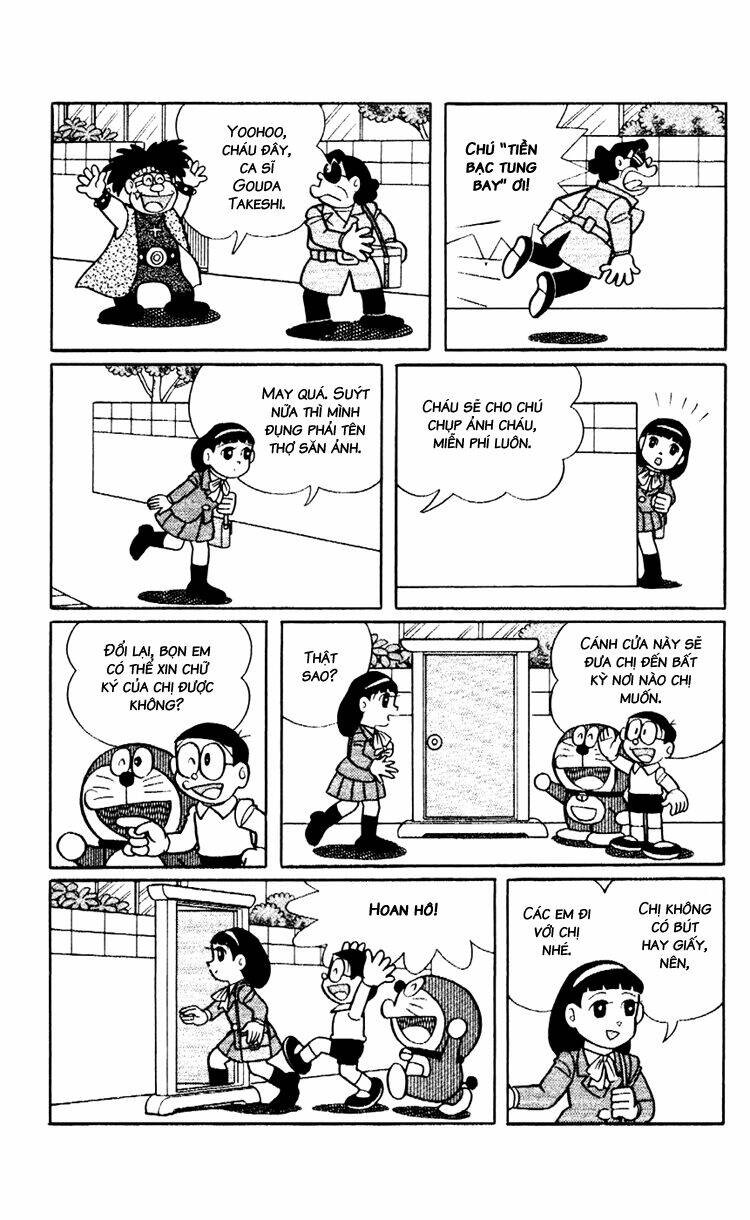 CHÚ "TIỀN
BẠC TUNG
BAY" ƠI!
YOOHOO,
CHÁU ĐÂY,
CA SĨ
GOUDA
TAKESHI.
CHÁU SẼ CHO CHÚ
CHỤP ẢNH CHÁU,
MIỄN PHÍ LUÔN.
MAY QUÁ. SUÝT
NỮA THÌ MÌNH
ĐỤNG PHẢI TÊN
THỢ SĂN ẢNH.
CÁNH CỬA NÀY SẼ
ĐƯA CHỊ ĐẾN BẤT
KỲ NƠI NÀO CHỊ
MUỐN.
THẬT
SAO?
ĐỔI LẠI, BỌN EM
CÓ THỂ XIN CHỮ
KÝ CỦA CHỊ ĐƯỢC
KHÔNG?
CHỊ KHÔNG
CÓ BÚT
HAY GIẤY,
NÊN,
CÁC EM ĐI
VỚI CHỊ
NHÉ.
HOAN HÔ!